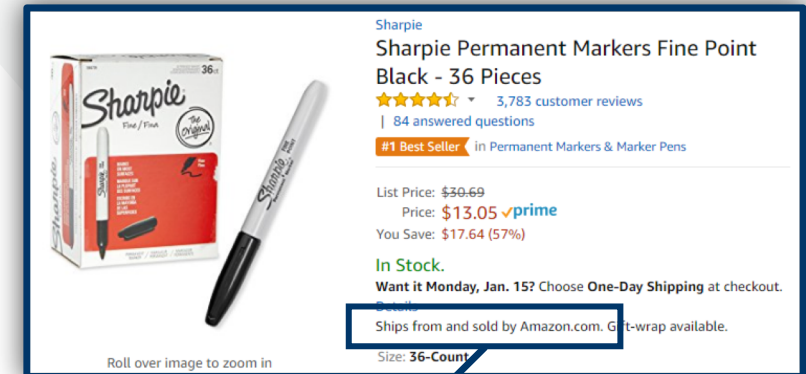 36ct
Sharpie
Fine/Fina
The
Original
Sharpie
Sharpie
Sharpie Permanent Markers Fine Point
Black - 36 Pieces
3,783 customer reviews
| 84 answered questions
#1 Best Seller in Permanent Markers & Marker Pens
List Price: $30.69
Price: $13.05 prime
You Save: $17.64 (57%)
In Stock.
Want it Monday, Jan. 15? Choose One-Day Shipping at checkout.
Details
Ships from and sold by Amazon.com. Gift-wrap available.
Size: 36-Count
Roll over image to zoom in